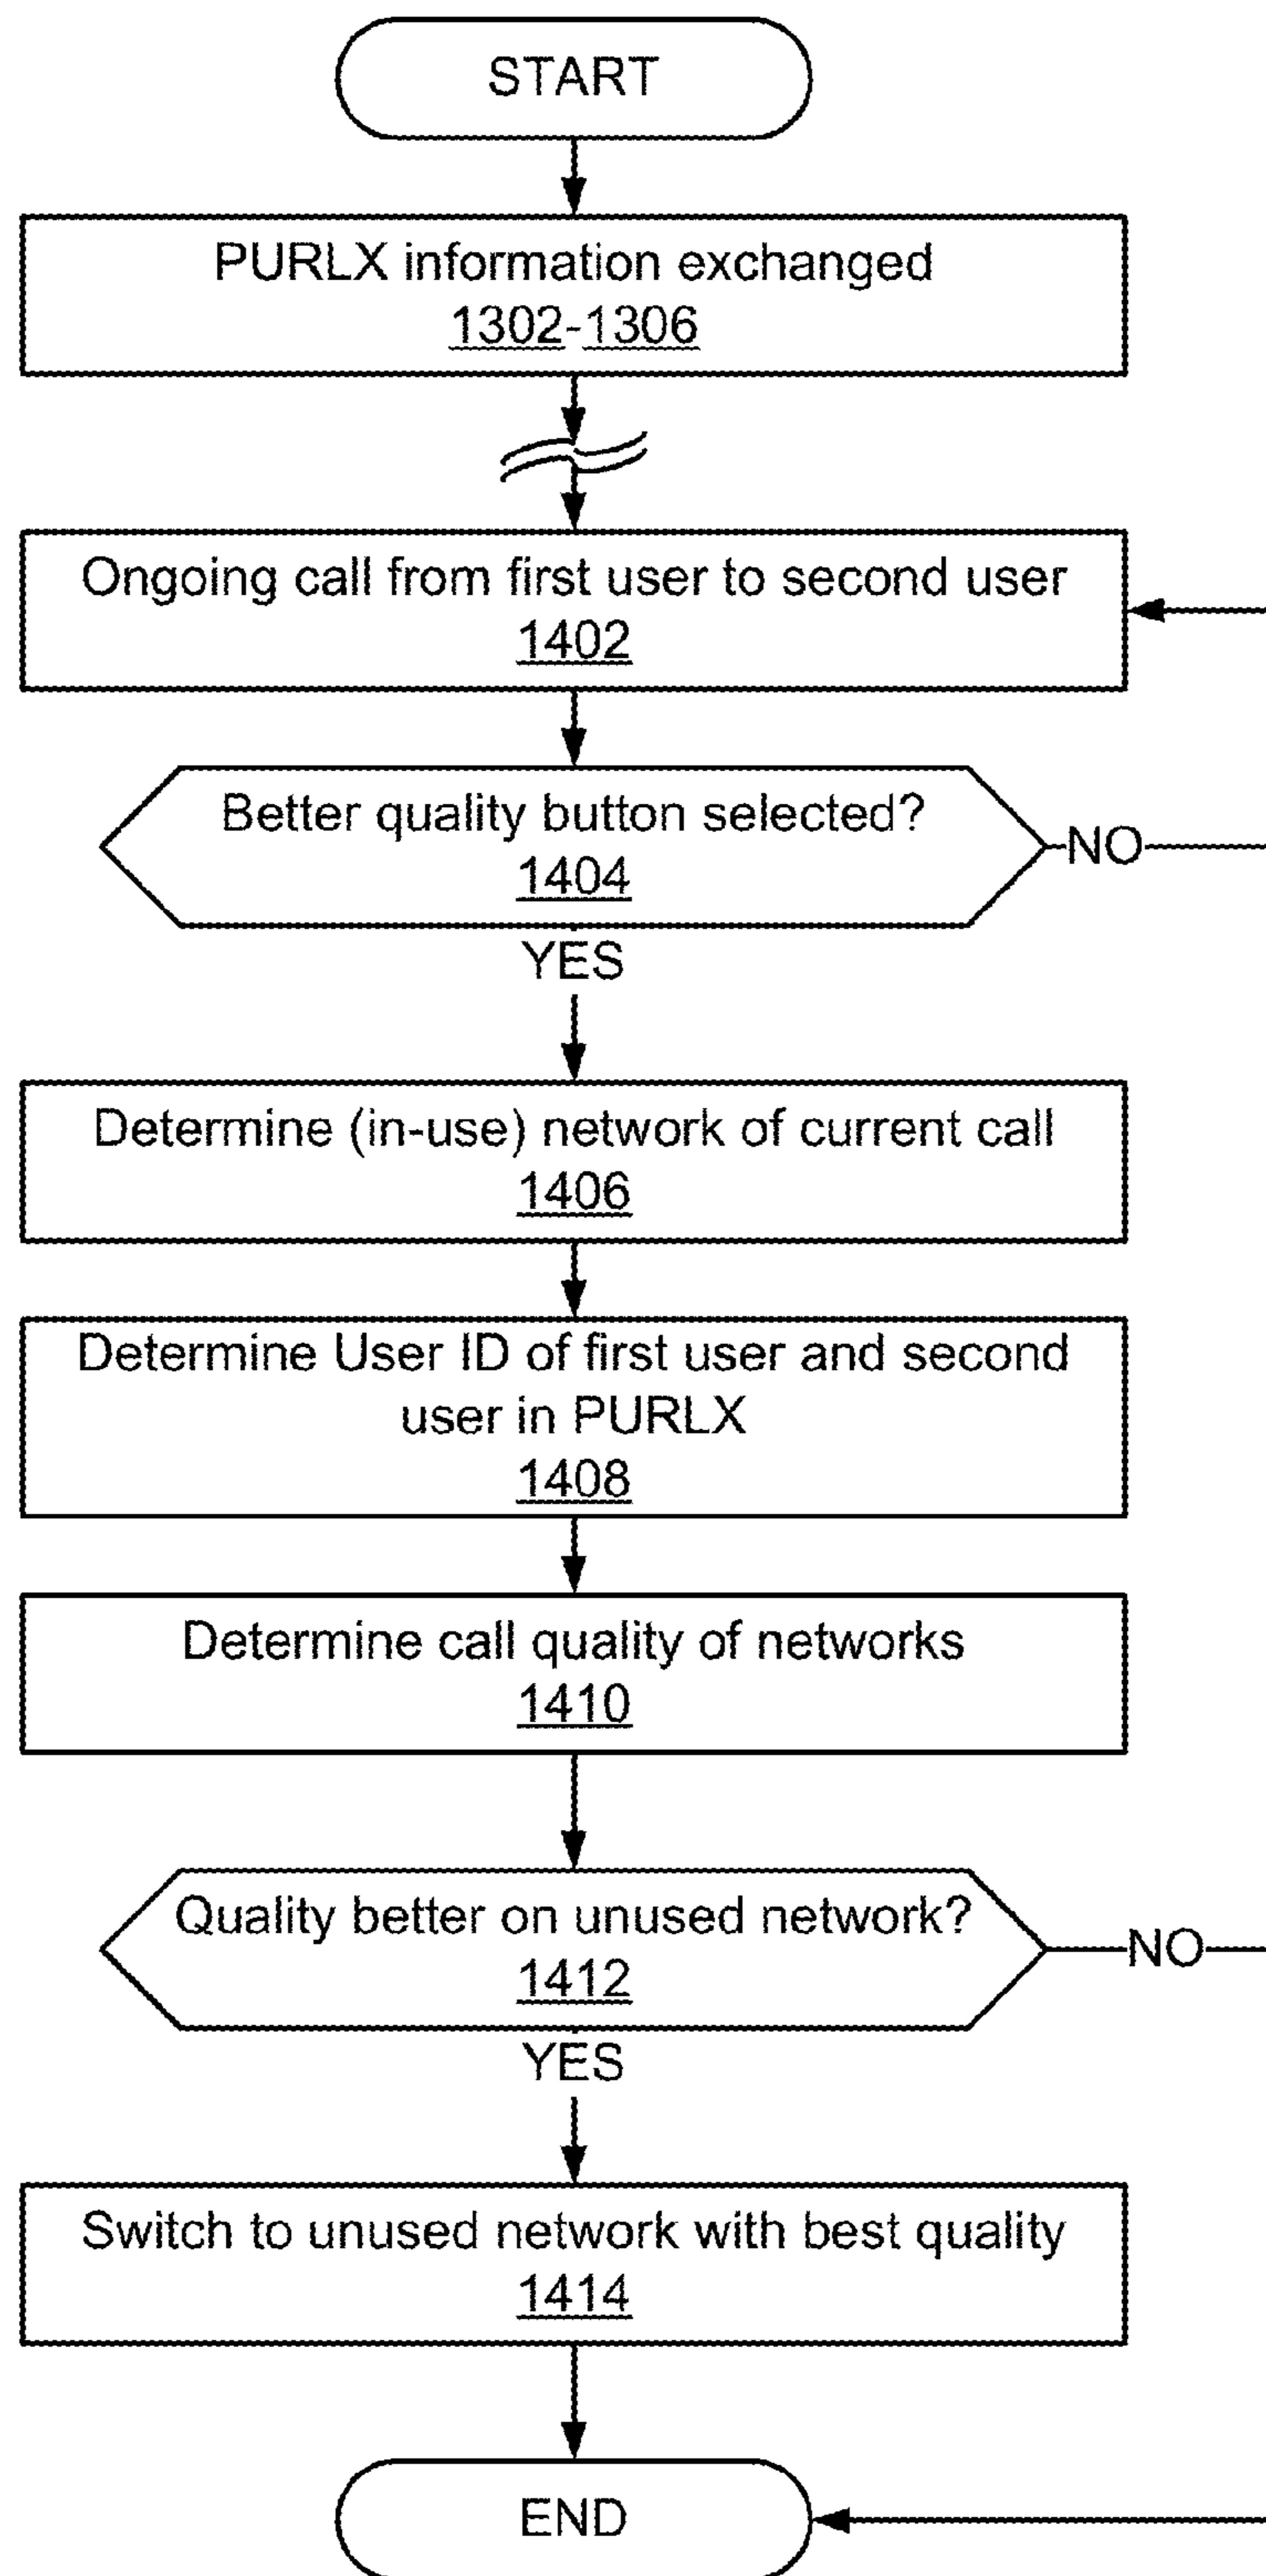 START
PURLX information exchanged
1302-1306
Ongoing call from first user to second user
1402
Better quality button selected?
1404
NO
YES
Determine (in-use) network of current call
1406
Determine User ID of first user and second
user in PURLX
1408
Determine call quality of networks
1410
Quality better on unused network?
1412
NO
YES
Switch to unused network with best quality
1414
END